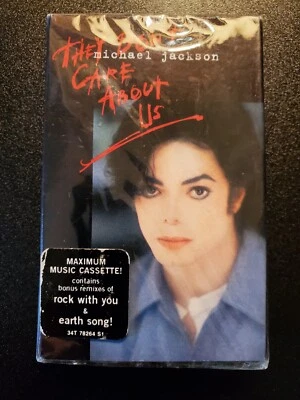 THEY DON'T
michael jackson
CARE
ABOUT
US
MAXIMUM
MUSIC CASSETTE!
contains
bonus remixes of
rock with you
&
earth song!
34T 78264 S1